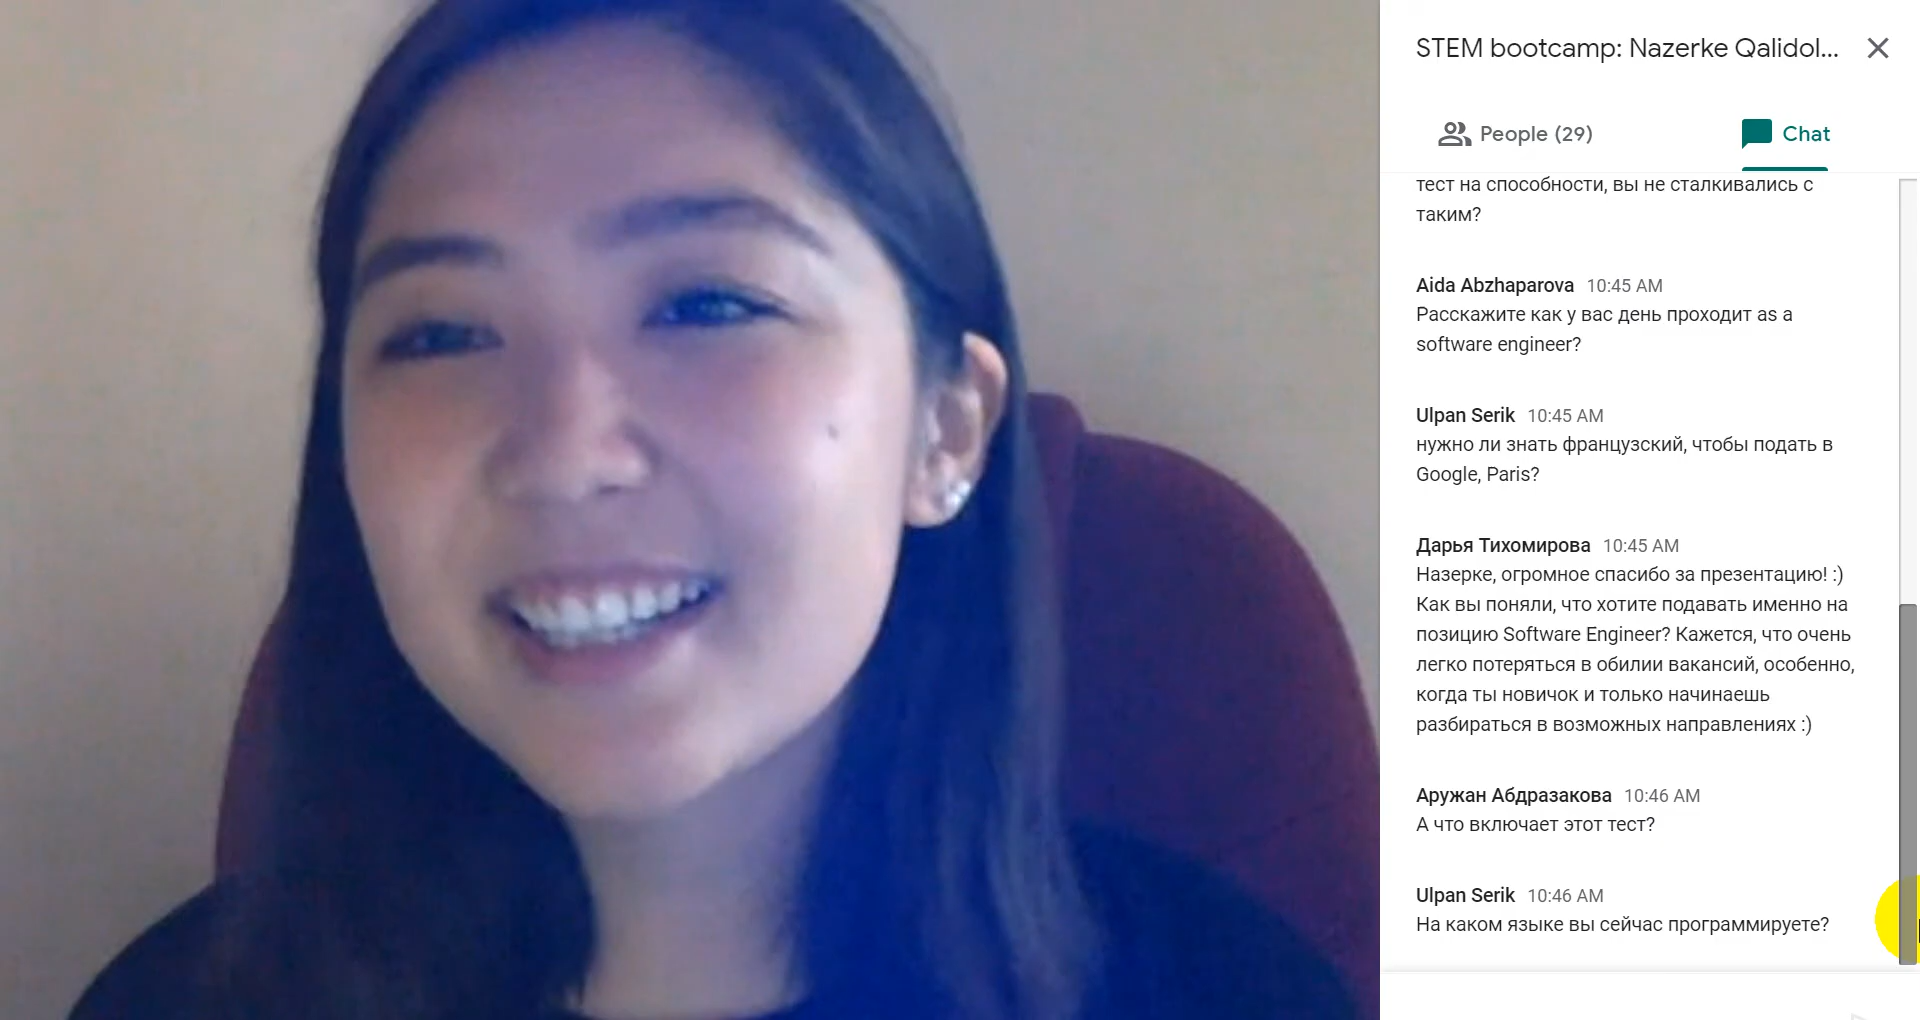 STEM bootcamp: Nazerke Qalidol...
People (29)
Chat
тест на способности, вы не сталкивались с
таким?
Aida Abzhaparova 10:45 AM
Расскажите как у вас день проходит as a
software engineer?
Ulpan Serik 10:45 AM
нужно ли знать французский, чтобы подать в
Google, Paris?
Дарья Тихомирова 10:45 AM
Назерке, огромное спасибо за презентацию! :)
Как вы поняли, что хотите подавать именно на
позицию Software Engineer? Кажется, что очень
легко потеряться в обилии вакансий, особенно,
когда ты новичок и только начинаешь
разбираться в возможных направлениях :)
Аружан Абдразакова 10:46 AM
А что включает этот тест?
Ulpan Serik 10:46 AM
На каком языке вы сейчас программируете?